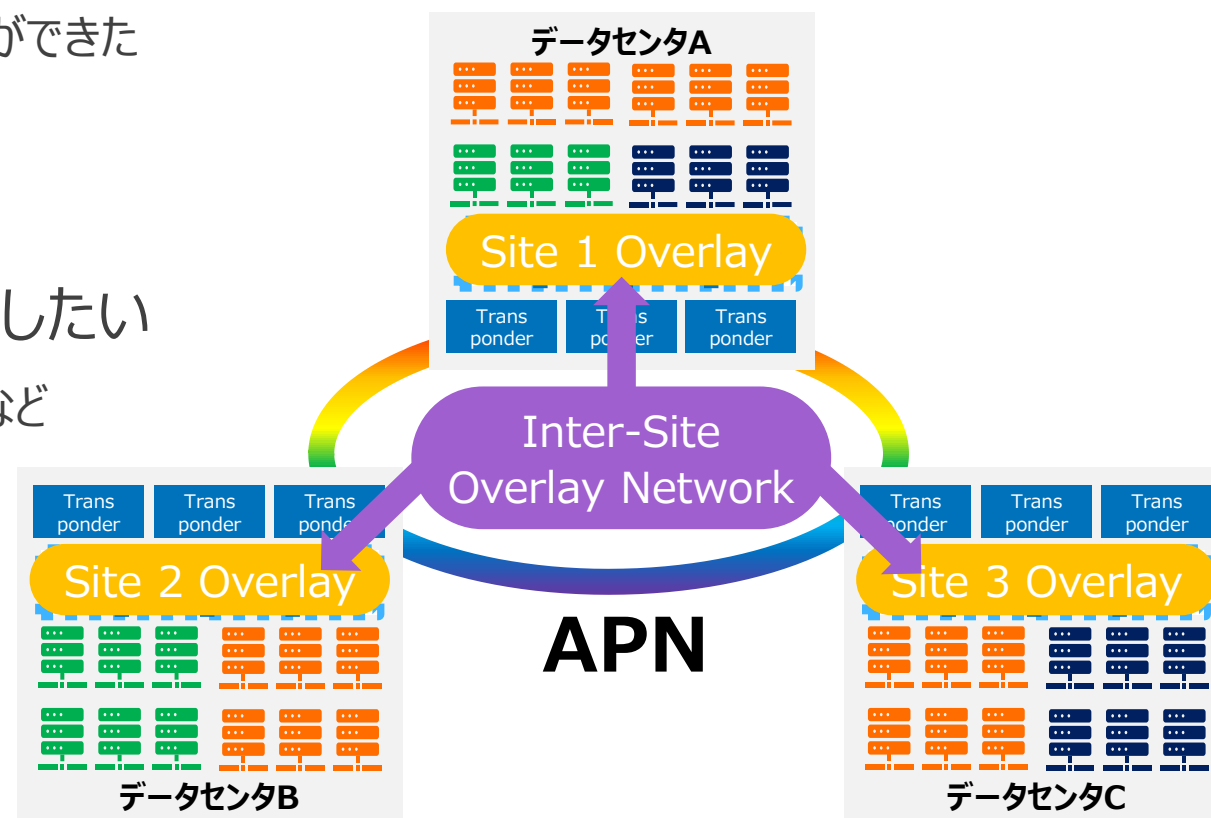 ができた
したい
など
データセンタA
Site 1 Overlay
Trans
ponder
Trans
ponder
Trans
ponder
Inter-Site
Overlay Network
Trans
ponder
Trans
ponder
Trans
ponder
Site 2 Overlay
データセンタB
APN
Trans
ponder
Trans
ponder
Trans
ponder
Site 3 Overlay
データセンタC